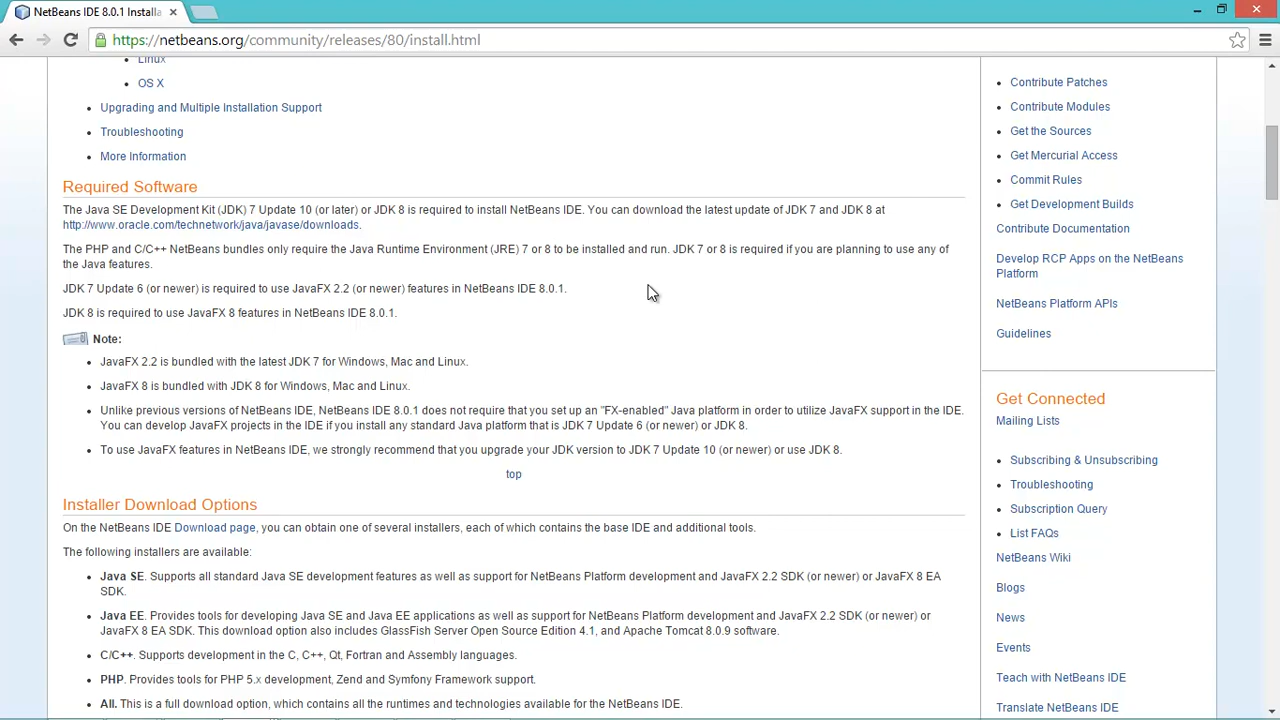 NetBeans IDE 8.0.1 Installa
https://netbeans.org/community/releases/80/install.html
Linux
OS X
Upgrading and Multiple Installation Support
Troubleshooting
More Information
Required Software
The Java SE Development Kit (JDK) 7 Update 10 (or later) or JDK 8 is required to install NetBeans IDE. You can download the latest update of JDK 7 and JDK 8 at
http://www.oracle.com/technetwork/java/javase/downloads.
The PHP and C/C++ NetBeans bundles only require the Java Runtime Environment (JRE) 7 or 8 to be installed and run. JDK 7 or 8 is required if you are planning to use any of
the Java features.
JDK 7 Update 6 (or newer) is required to use JavaFX 2.2 (or newer) features in NetBeans IDE 8.0.1.
JDK 8 is required to use JavaFX 8 features in NetBeans IDE 8.0.1.
Note:
JavaFX 2.2 is bundled with the latest JDK 7 for Windows, Mac and Linux.
JavaFX 8 is bundled with JDK 8 for Windows, Mac and Linux.
Unlike previous versions of NetBeans IDE, NetBeans IDE 8.0.1 does not require that you set up an "FX-enabled" Java platform in order to utilize JavaFX support in the IDE.
You can develop JavaFX projects in the IDE if you install any standard Java platform that is JDK 7 Update 6 (or newer) or JDK 8.
To use JavaFX features in NetBeans IDE, we strongly recommend that you upgrade your JDK version to JDK 7 Update 10 (or newer) or use JDK 8.
top
Installer Download Options
On the NetBeans IDE Download page, you can obtain one of several installers, each of which contains the base IDE and additional tools.
The following installers are available:
Java SE. Supports all standard Java SE development features as well as support for NetBeans Platform development and JavaFX 2.2 SDK (or newer) or JavaFX 8 EA
SDK.
Java EE. Provides tools for developing Java SE and Java EE applications as well as support for NetBeans Platform development and JavaFX 2.2 SDK (or newer) or
JavaFX 8 EA SDK. This download option also includes GlassFish Server Open Source Edition 4.1, and Apache Tomcat 8.0.9 software.
C/C++. Supports development in the C, C++, Qt, Fortran and Assembly languages.
PHP. Provides tools for PHP 5.x development, Zend and Symfony Framework support.
All. This is a full download option, which contains all the runtimes and technologies available for the NetBeans IDE.
Contribute Patches
Contribute Modules
Get the Sources
Get Mercurial Access
Commit Rules
Get Development Builds
Contribute Documentation
Develop RCP Apps on the NetBeans
Platform
NetBeans Platform APIs
Guidelines
Get Connected
Mailing Lists
Subscribing & Unsubscribing
Troubleshooting
Subscription Query
List FAQs
NetBeans Wiki
Blogs
News
Events
Teach with NetBeans IDE
Translate NetBeans IDE